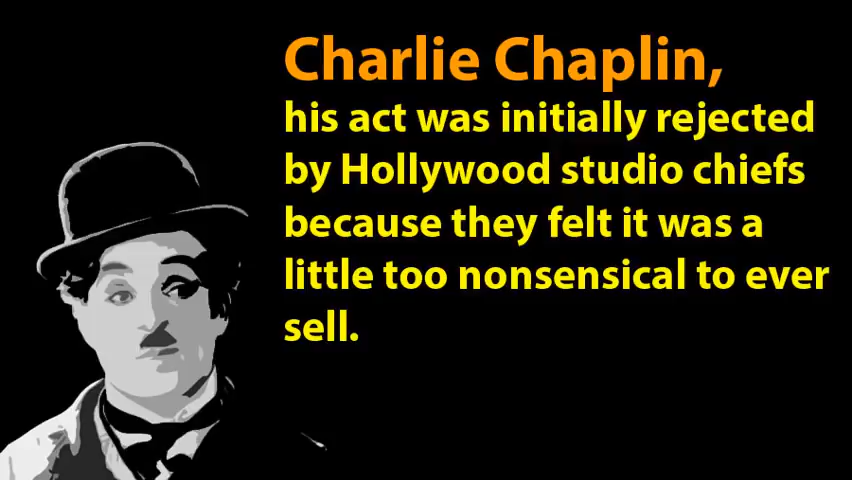 Charlie Chaplin,
his act was initially rejected
by Hollywood studio chiefs
because they felt it was a
little too nonsensical to ever
sell.